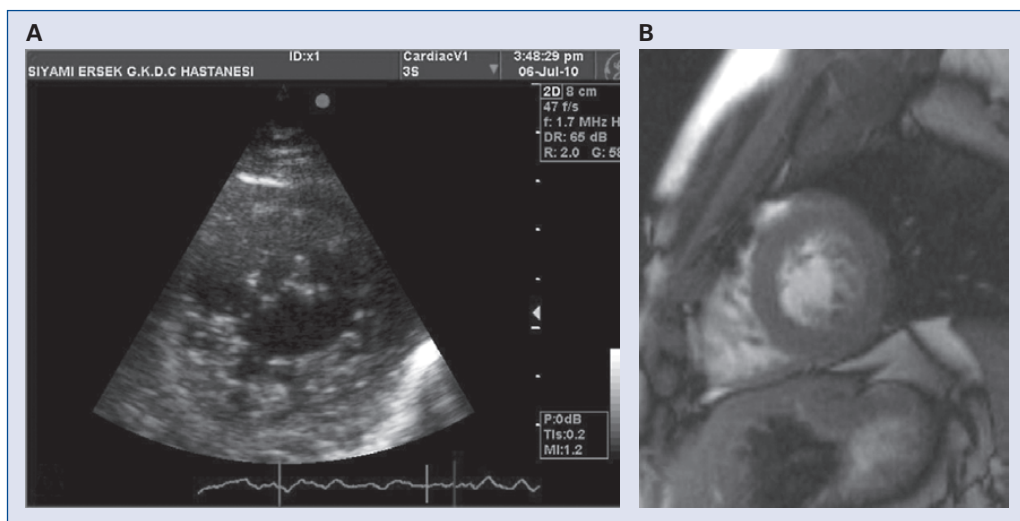 A
B
ID:x1
CardiacV1
3:48:29 pm
SIYAMI ERSEK G.K.D.C HASTANESI
3S
06-Jul-10
2D 8 cm
47 f/s
f: 1.7 MHz H
DR: 65 dB
R: 2.0 G: 58
P:0dB
TIs:0.2
MI:1.2